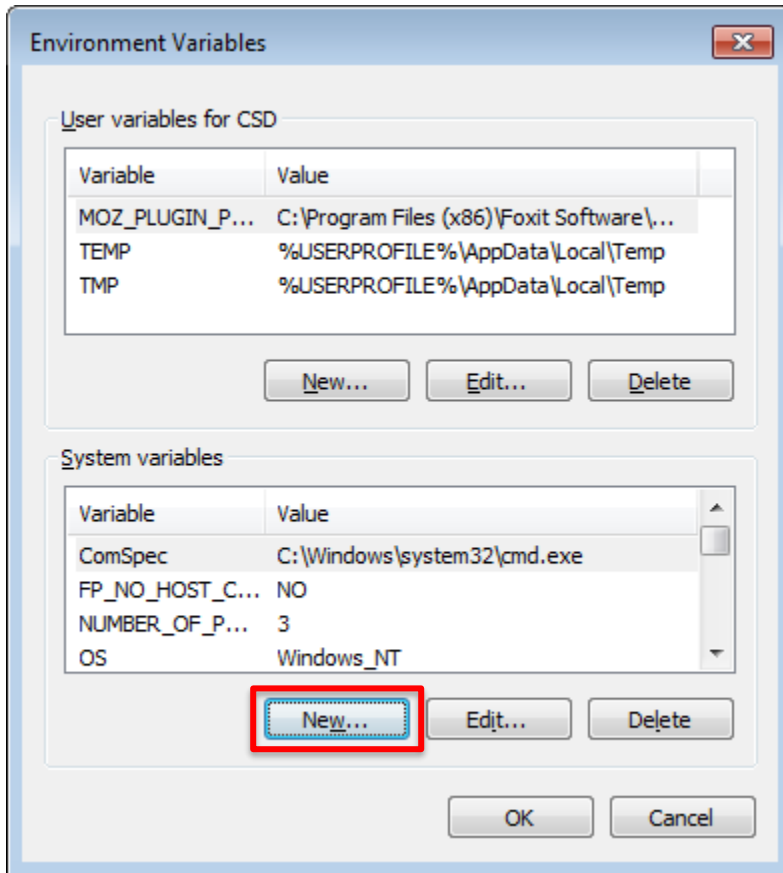 Environment Variables
User variables for CSD
Variable Value
MOZ_PLUGIN_P... C:\Program Files (x86)\Foxit Software\...
TEMP %USERPROFILE%\AppData\Local\Temp
TMP %USERPROFILE%\AppData\Local\Temp
New... Edit... Delete
System variables
Variable Value
ComSpec C:\Windows\system32\cmd.exe
FP_NO_HOST_C... NO
NUMBER_OF_P... 3
OS Windows_NT
New... Edit... Delete
OK Cancel